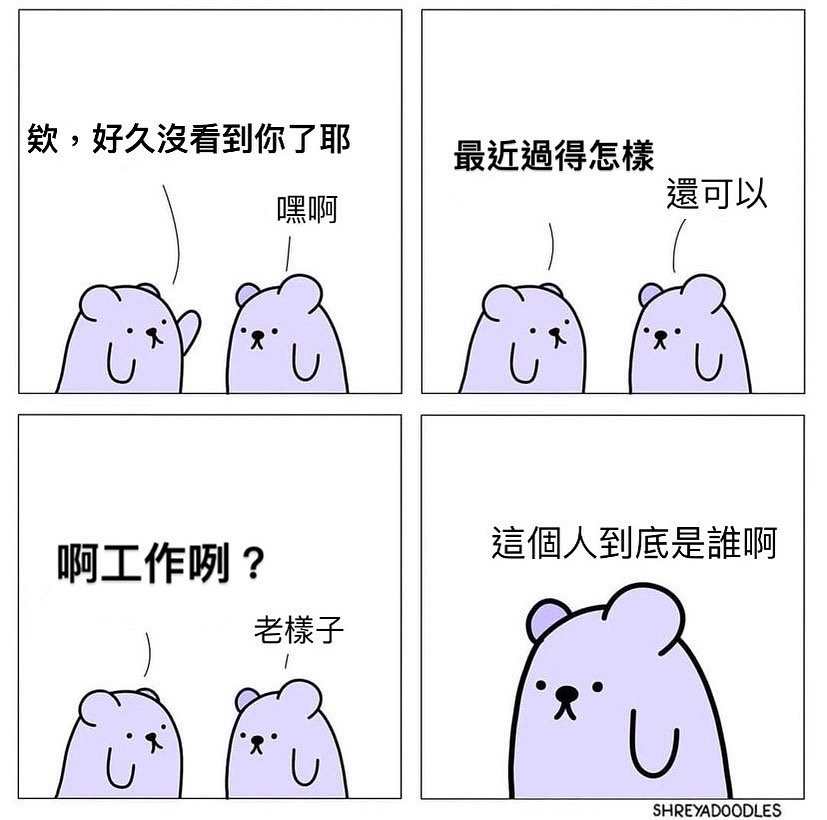 欸，好久沒看到你了耶
嘿啊
最近過得怎樣
還可以
啊工作咧？
老樣子
這個人到底是誰啊
SHREYADOODLES